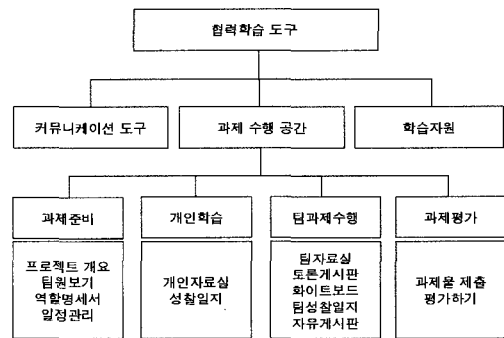 협력학습 도구
커뮤니케이션 도구
과제 수행 공간
학습자원
과제준비
개인학습
팀과제수행
과제평가
프로젝트 개요
팀원보기
역할명세서
일정관리
개인자료실
성찰일지
팀자료실
토론게시판
화이트보드
팀성찰일지
자유게시판
과제물 제출
평가하기